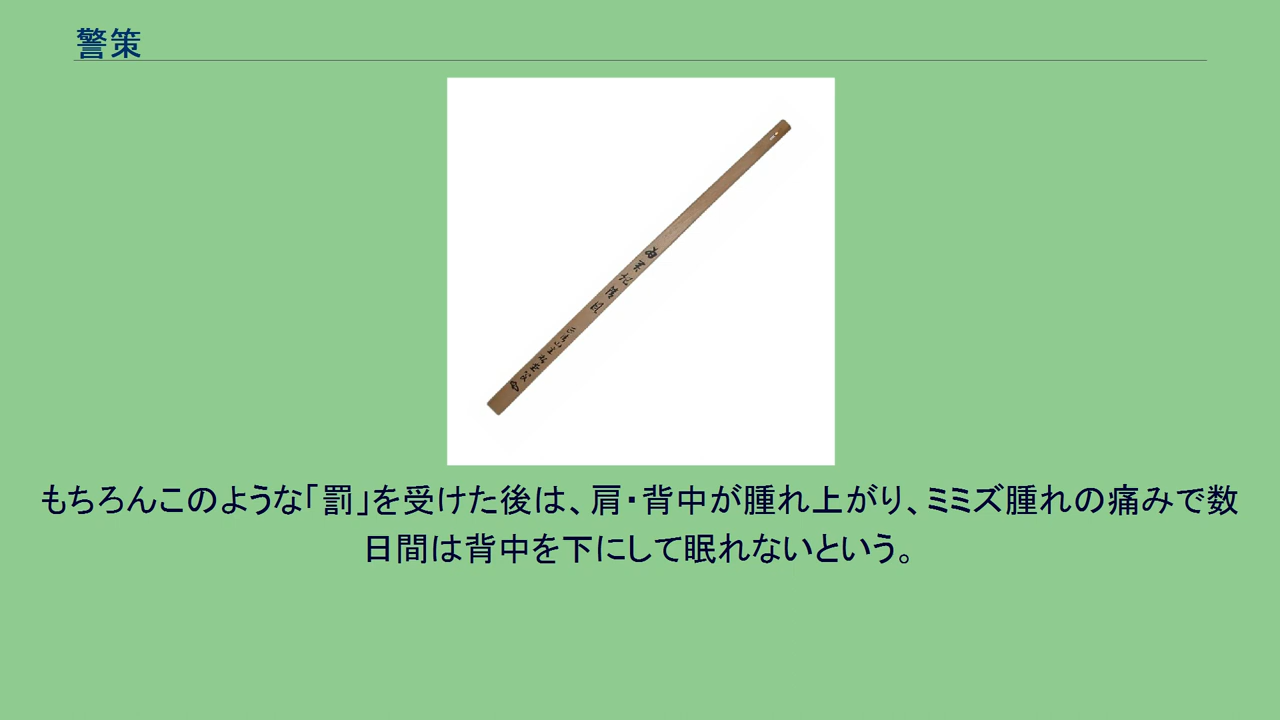 警策
もちろんこのような「罰」を受けた後は、肩・背中が腫れ上がり、ミミズ腫れの痛みで数
日間は背中を下にして眠れないという。